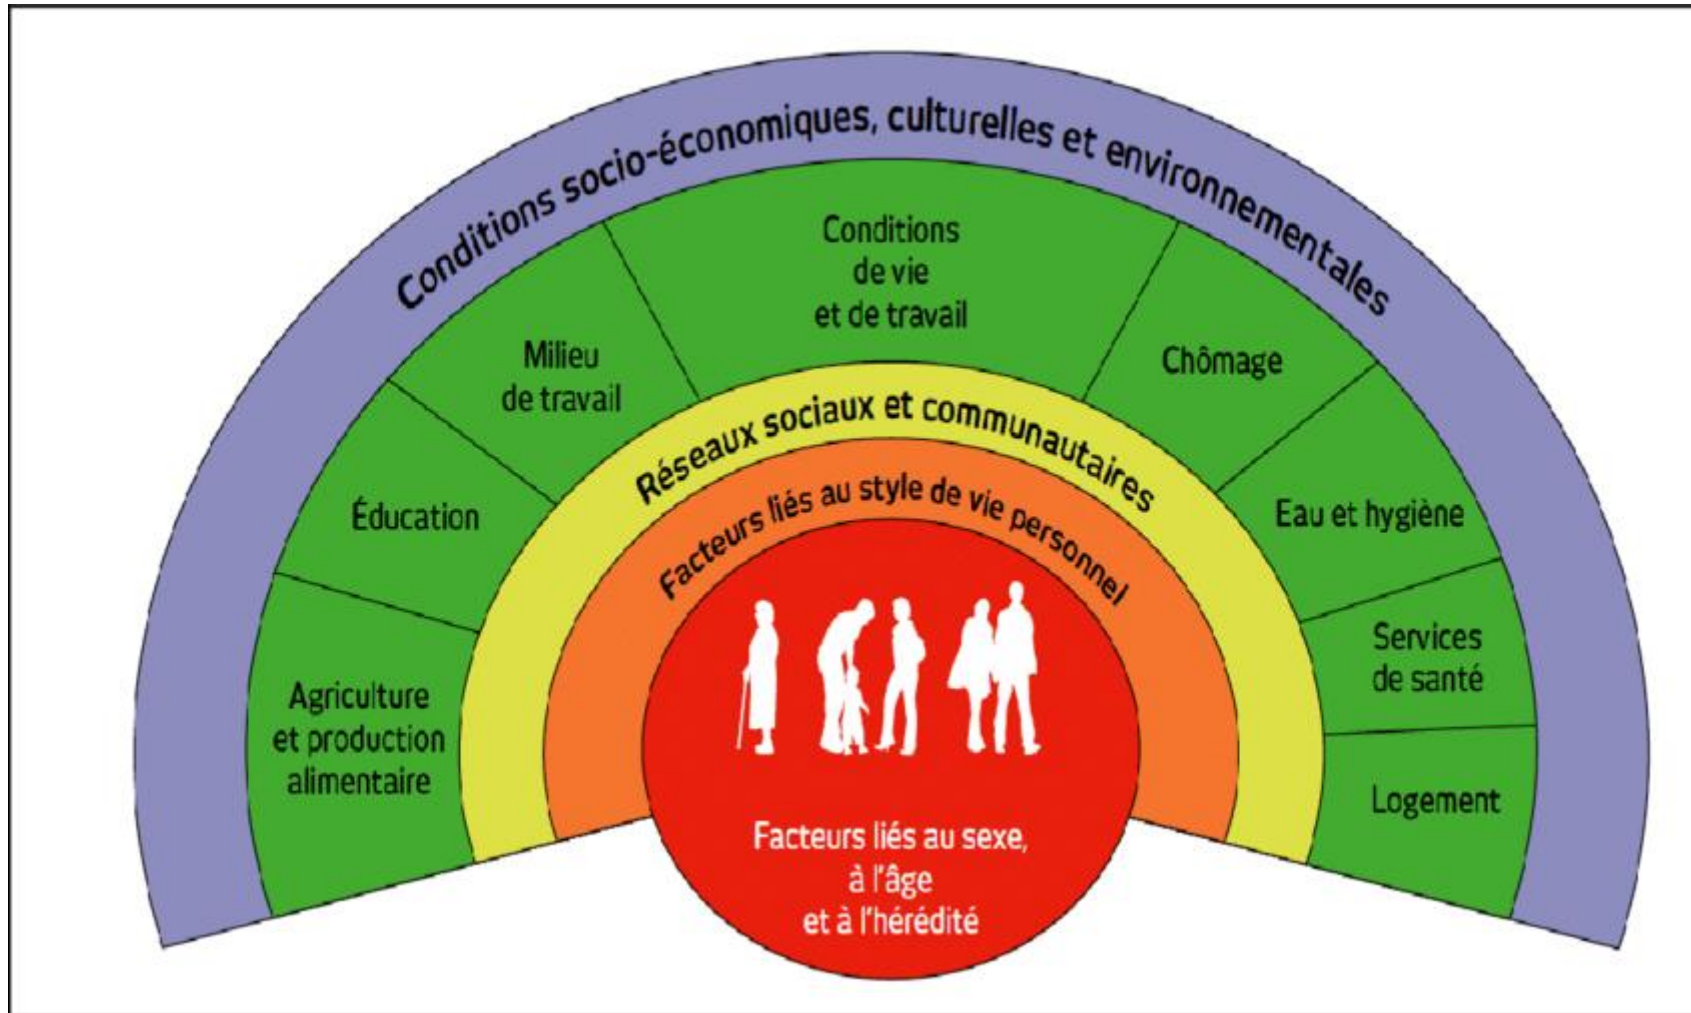 Conditions socio-économiques, culturelles et environnementales
Conditions
de vie
et de travail
Milieu
de travail
Chômage
Éducation
Eau et hygiène
Agriculture
et production
alimentaire
Services
de santé
Logement
Réseaux sociaux et communautaires
Facteurs liés au style de vie personnel
Facteurs liés au sexe,
à l'âge
et à l'hérédité